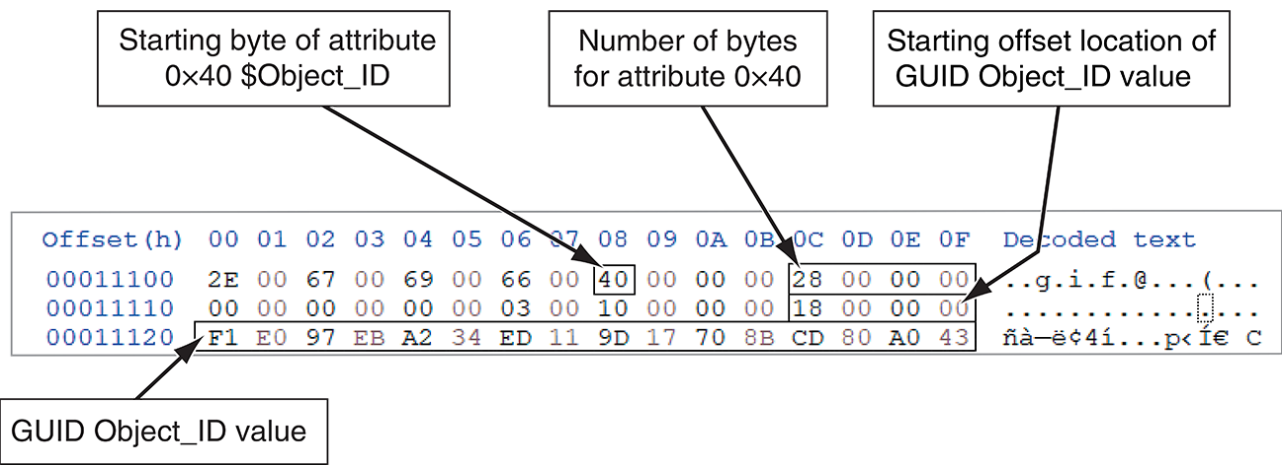 Starting byte of attribute
0×40 $Object_ID
Number of bytes
for attribute 0×40
Starting offset location of
GUID Object_ID value
Offset(h) 00 01 02 03 04 05 06 07 08 09 0A 0B 0C 0D 0E 0F Decoded text
00011100 2E 00 67 00 69 00 66 00 40 00 00 00 28 00 00 00 ..g.i.f.@...(...
00011110 00 00 00 00 00 00 03 00 10 00 00 00 18 00 00 00 ................
00011120 F1 E0 97 EB A2 34 ED 11 9D 17 70 8B CD 80 A0 43 ñà—ë¢4í...p‹Í€ C
GUID Object_ID value